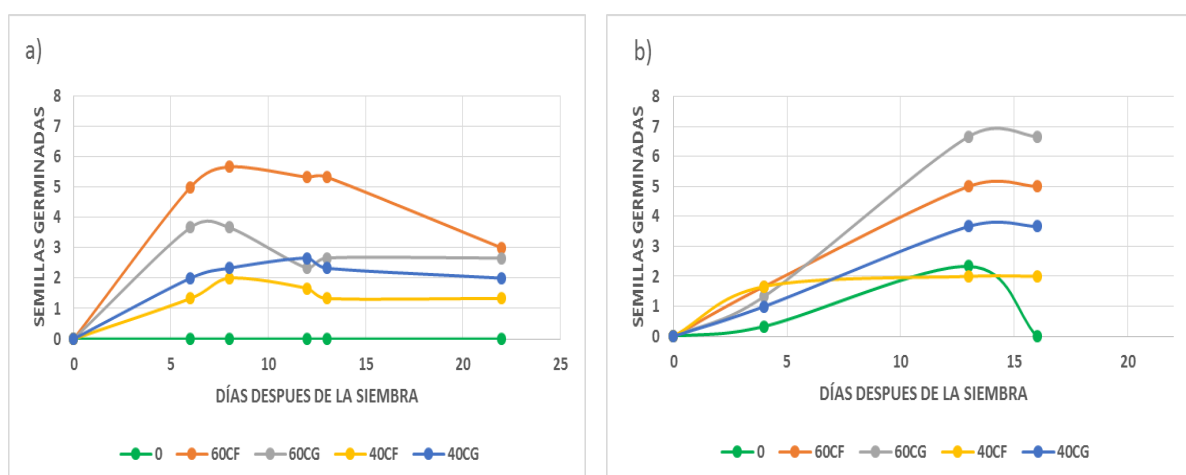 a)
SEMILLAS GERMINADAS
8
7
6
5
4
3
2
1
0
0 5 10 15 20 25
DÍAS DESPUES DE LA SIEMBRA
0 60CF 60CG 40CF 40CG
b)
SEMILLAS GERMINADAS
8
7
6
5
4
3
2
1
0
0 5 10 15 20
DÍAS DESPUES DE LA SIEMBRA
0 60CF 60CG 40CF 40CG